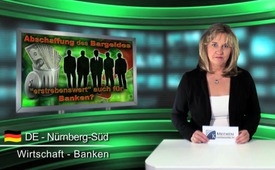 Abschaffung des Bargeldes
"erstrebenswert" auch für
Banken?
DE - Nürnberg-Süd
Wirtschaft - Banken